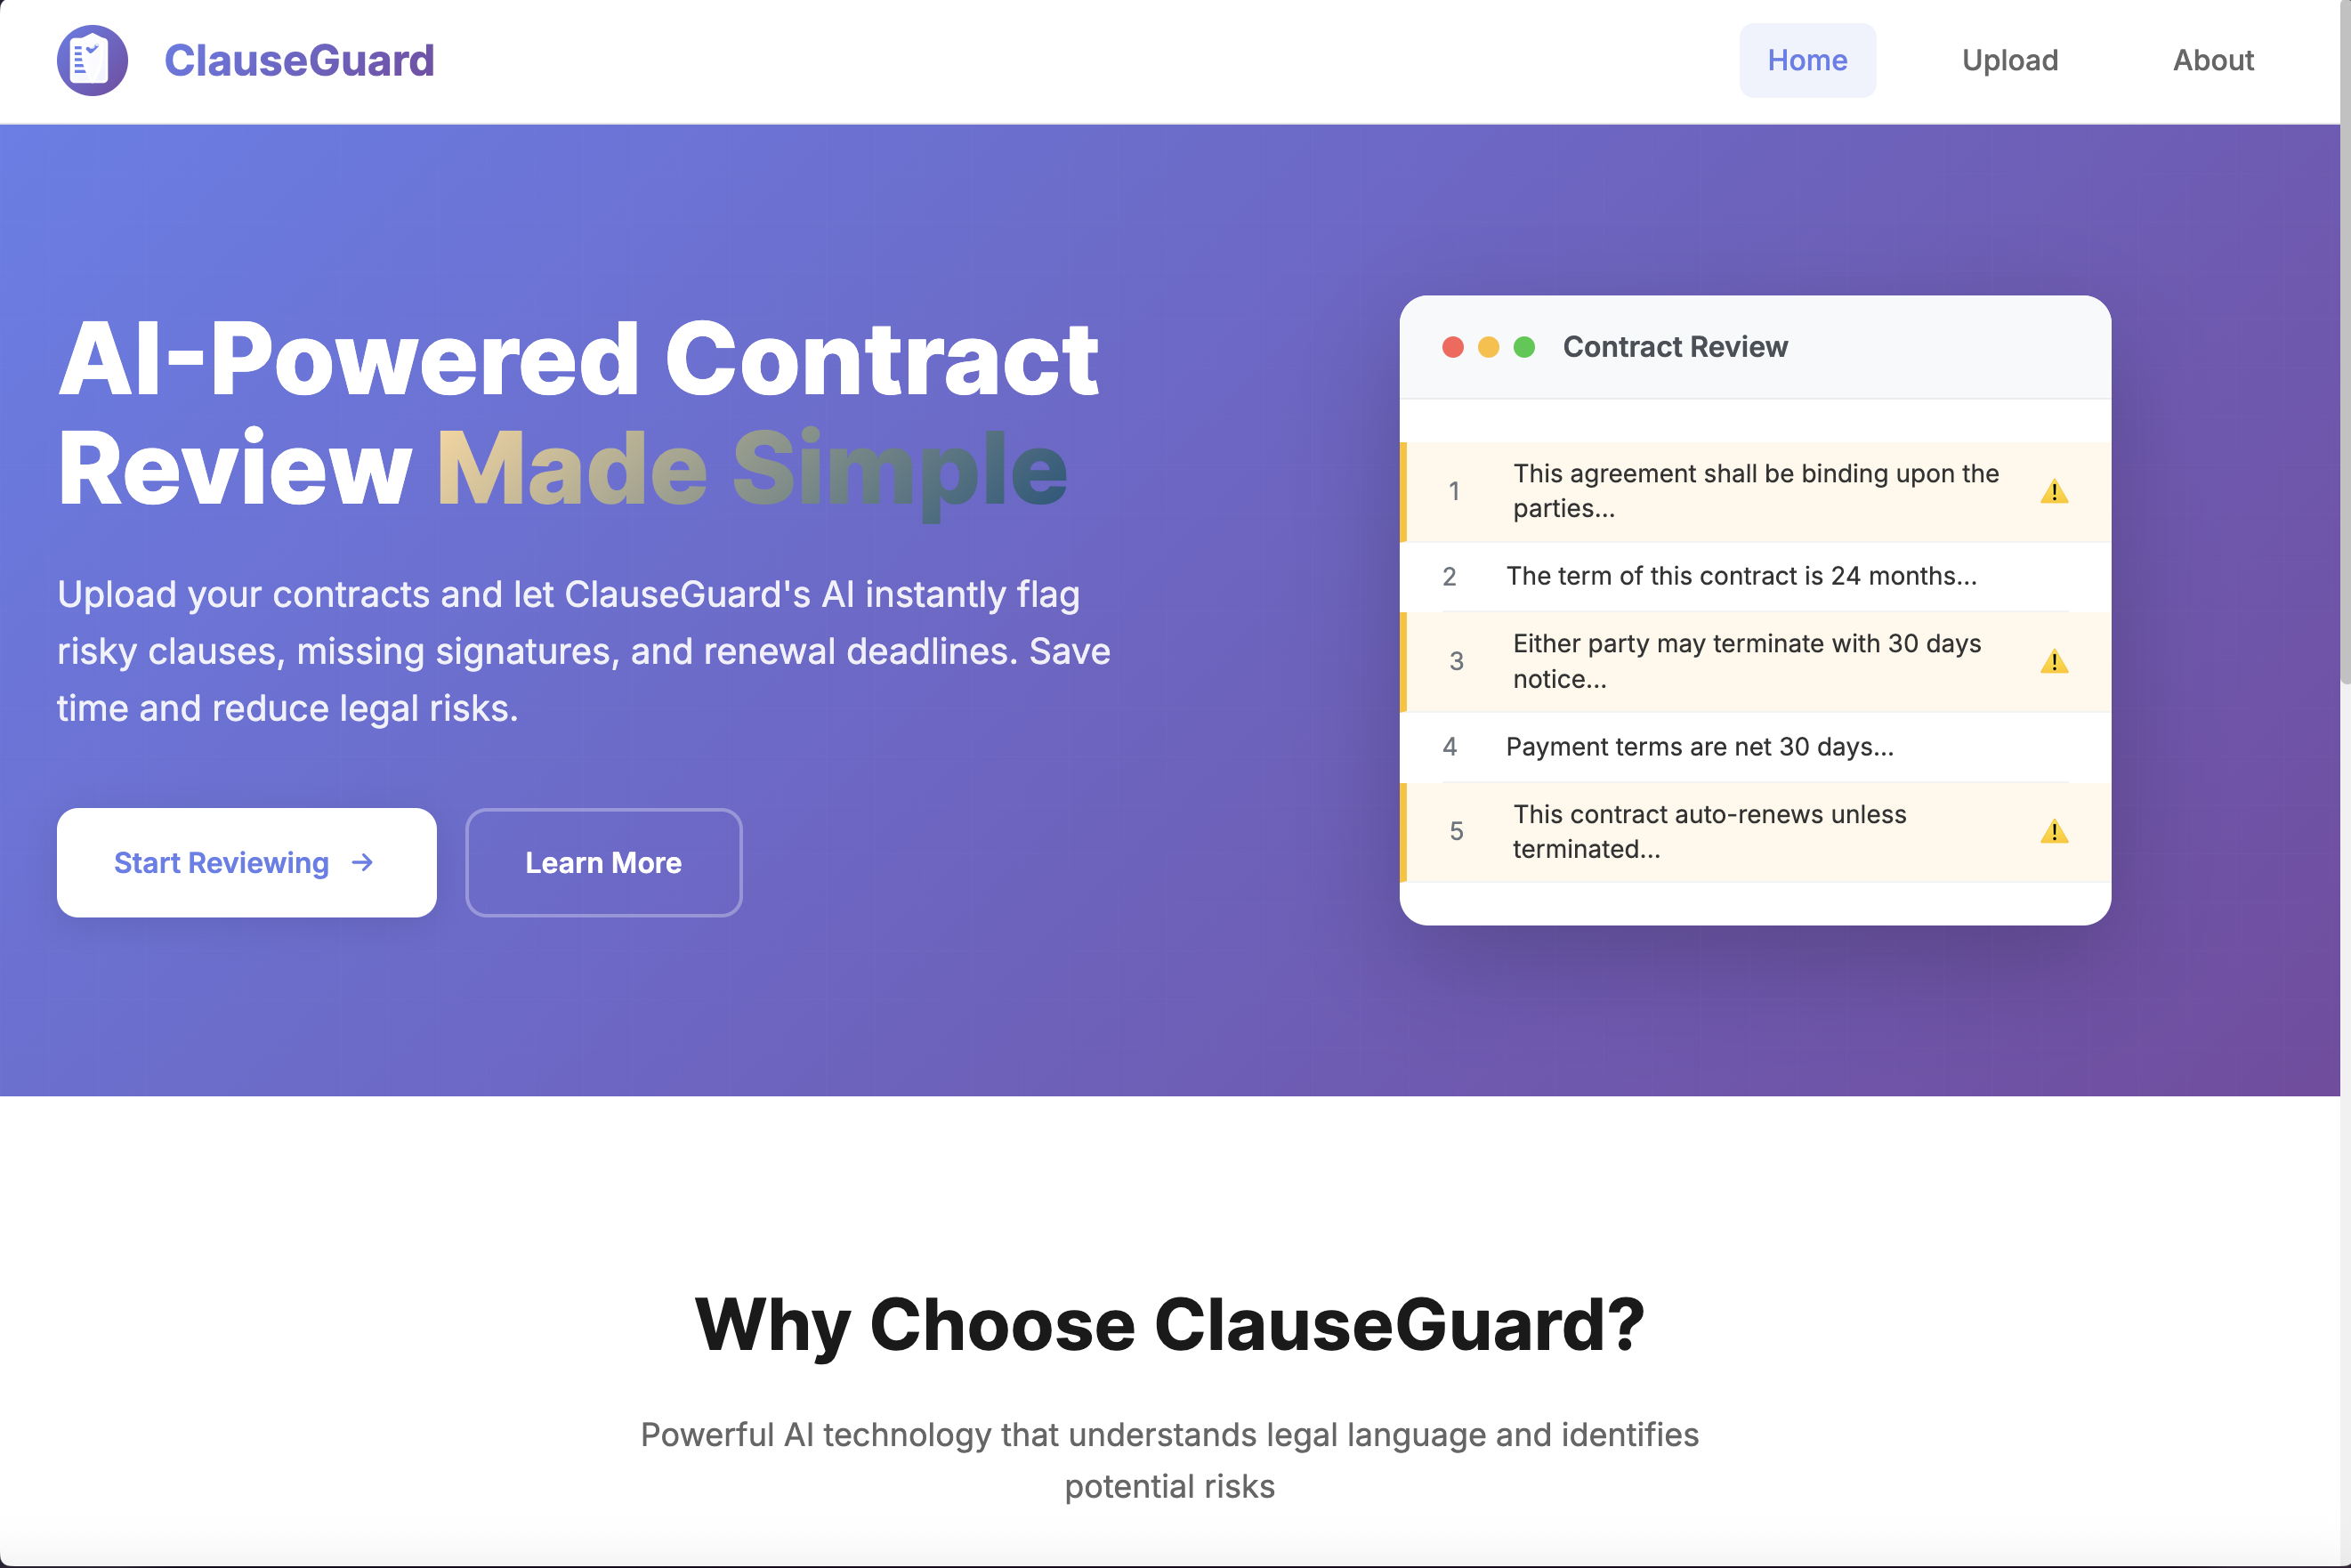 ClauseGuard
Home
Upload
About
AI-Powered Contract
Review Made Simple
Upload your contracts and let ClauseGuard's AI instantly flag
risky clauses, missing signatures, and renewal deadlines. Save
time and reduce legal risks.
Start Reviewing →
Learn More
Contract Review
1 This agreement shall be binding upon the
parties...
2 The term of this contract is 24 months...
3 Either party may terminate with 30 days
notice...
4 Payment terms are net 30 days...
5 This contract auto-renews unless
terminated...
Why Choose ClauseGuard?
Powerful AI technology that understands legal language and identifies
potential risks